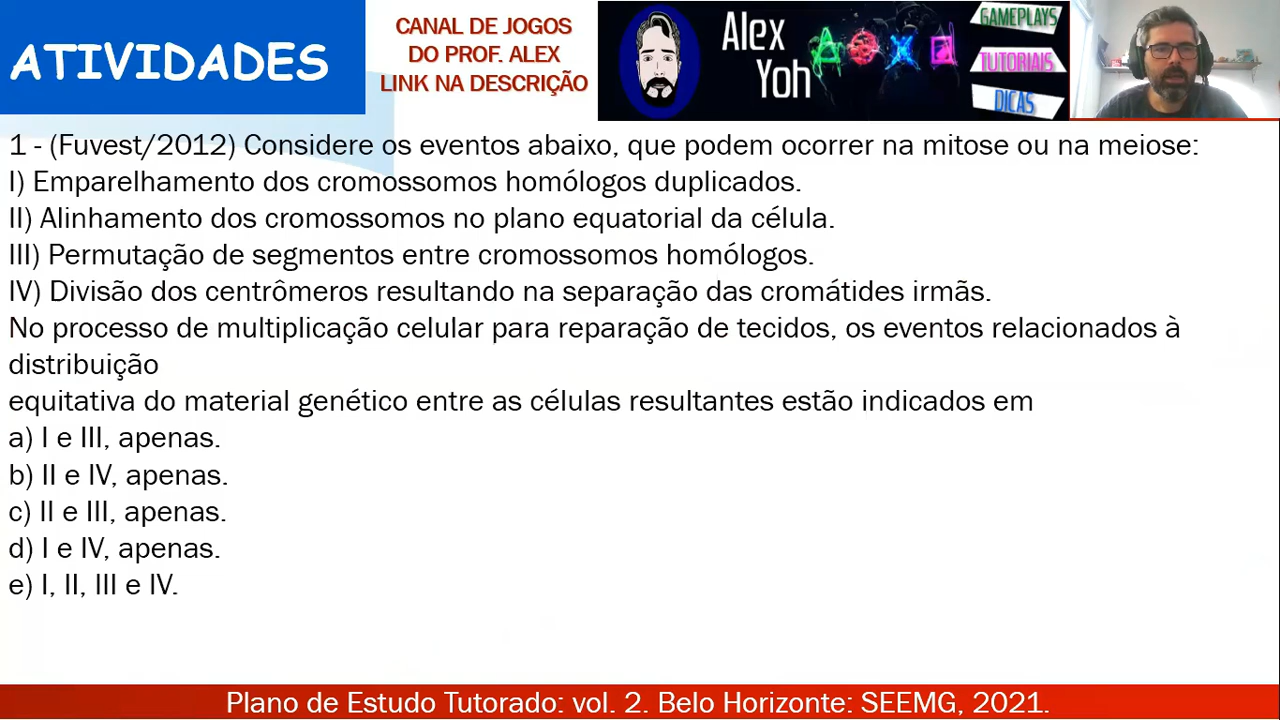 ATIVIDADES
CANAL DE JOGOS
DO PROF. ALEX
LINK NA DESCRIÇÃO
Alex
Yoh
GAMEPLAYS
TUTORIAIS
DICAS
1 - (Fuvest/2012) Considere os eventos abaixo, que podem ocorrer na mitose ou na meiose:
I) Emparelhamento dos cromossomos homólogos duplicados.
II) Alinhamento dos cromossomos no plano equatorial da célula.
III) Permutação de segmentos entre cromossomos homólogos.
IV) Divisão dos centrômeros resultando na separação das cromátides irmãs.
No processo de multiplicação celular para reparação de tecidos, os eventos relacionados à
distribuição
equitativa do material genético entre as células resultantes estão indicados em
a) I e III, apenas.
b) II e IV, apenas.
c) II e III, apenas.
d) I e IV, apenas.
e) I, II, III e IV.
Plano de Estudo Tutorado: vol. 2. Belo Horizonte: SEEMG, 2021.